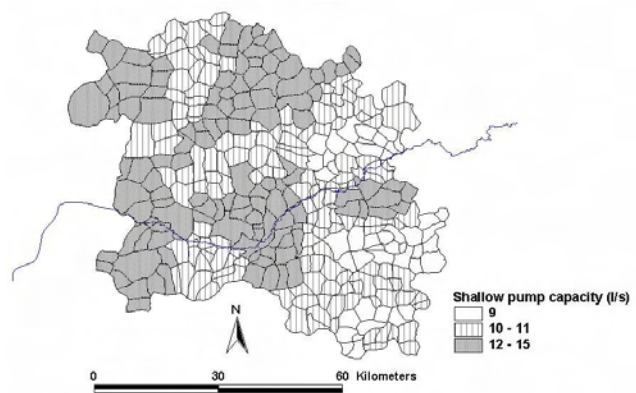 Shallow pump capacity (l/s)
9
10 - 11
12 - 15
N
0 30 60 Kilometers